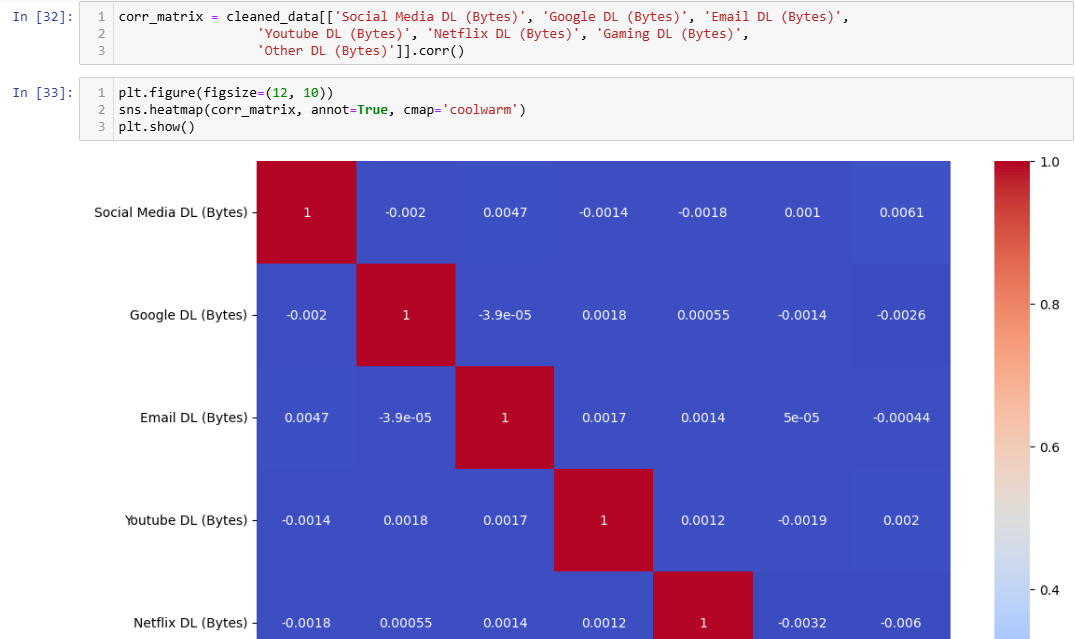 In [32]:
1 corr_matrix = cleaned_data[['Social Media DL (Bytes)', 'Google DL (Bytes)', 'Email DL (Bytes)',
2 'Youtube DL (Bytes)', 'Netflix DL (Bytes)', 'Gaming DL (Bytes)',
3 'Other DL (Bytes)']].corr()
In [33]:
1 plt.figure(figsize=(12, 10))
2 sns.heatmap(corr_matrix, annot=True, cmap='coolwarm')
3 plt.show()
Social Media DL (Bytes) 1 -0.002 0.0047 -0.0014 -0.0018 0.001 0.0061
Google DL (Bytes) -0.002 1 -3.9e-05 0.0018 0.00055 -0.0014 -0.0026
Email DL (Bytes) 0.0047 -3.9e-05 1 0.0017 0.0014 5e-05 -0.00044
Youtube DL (Bytes) -0.0014 0.0018 0.0017 1 0.0012 -0.0019 0.002
Netflix DL (Bytes) -0.0018 0.00055 0.0014 0.0012 1 -0.0032 -0.006
1.0
0.8
0.6
0.4